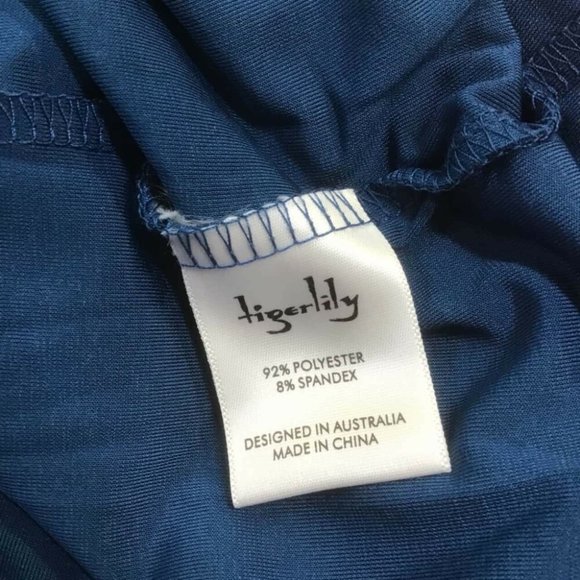 tigerlily
92% POLYESTER
8% SPANDEX
DESIGNED IN AUSTRALIA
MADE IN CHINA